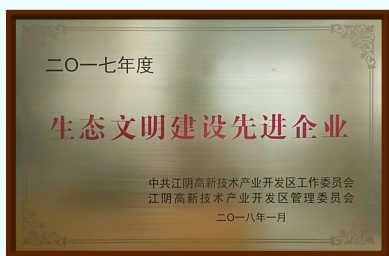 二〇一七年度
生态文明建设先进企业
中共江阴高新技术产业开发区工作委员会
江阴高新技术产业开发区管理委员会
二〇一八年一月